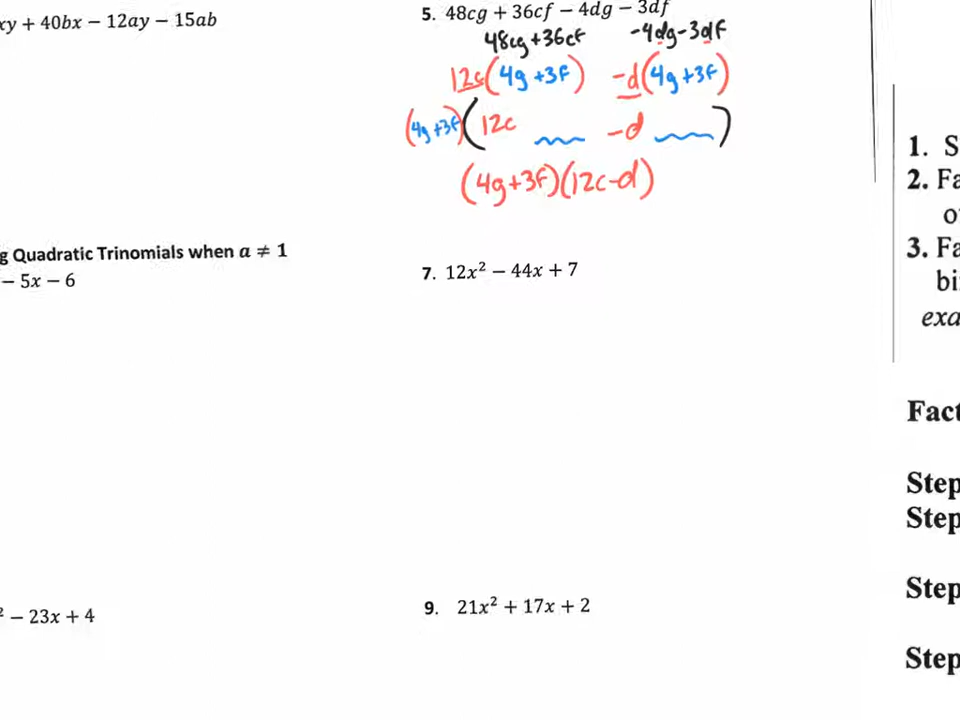 xy + 40bx − 12ay − 15ab
5. 48cg + 36cf − 4dg − 3df
48cg+36cf -4dg-3df
12c(4g+3f) -d(4g+3f)
(4g+3f)(12c -d )
(4g+3f)(12c-d)
g Quadratic Trinomials when a ≠ 1
− 5x − 6
7. 12x² − 44x + 7
² − 23x + 4
9. 21x² + 17x + 2
1. S
2. Fa
o
3. Fa
bi
exa
Fact
Step
Step
Step
Step